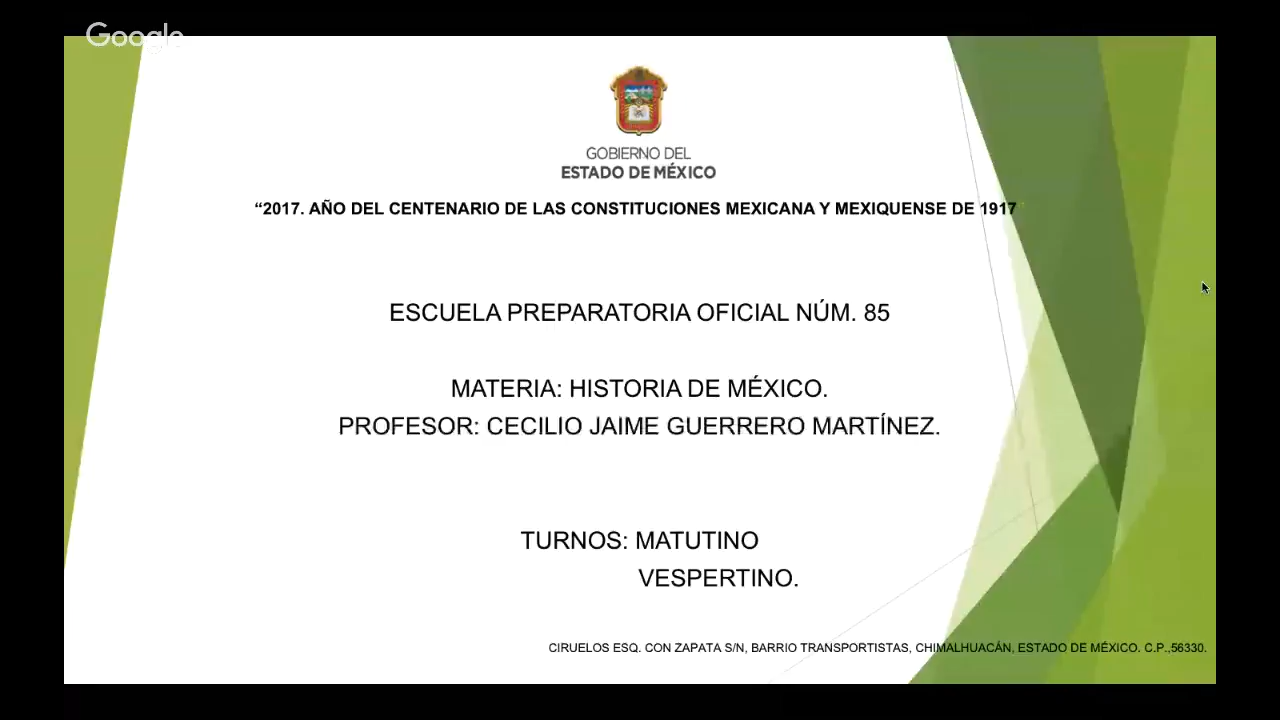 Google
GOBIERNO DEL
ESTADO DE MÉXICO
“2017. AÑO DEL CENTENARIO DE LAS CONSTITUCIONES MEXICANA Y MEXIQUENSE DE 1917
ESCUELA PREPARATORIA OFICIAL NÚM. 85
MATERIA: HISTORIA DE MÉXICO.
PROFESOR: CECILIO JAIME GUERRERO MARTÍNEZ.
TURNOS: MATUTINO
VESPERTINO.
CIRUELOS ESQ. CON ZAPATA S/N, BARRIO TRANSPORTISTAS, CHIMALHUACÁN, ESTADO DE MÉXICO. C.P.,56330.